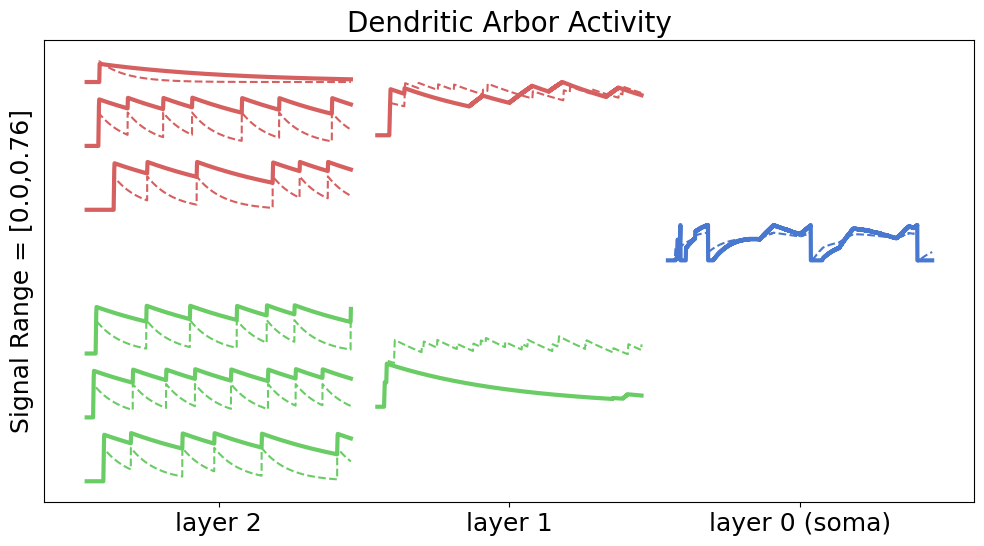 Dendritic Arbor Activity
Signal Range = [0.0,0.76]
layer 2
layer 1
layer 0 (soma)